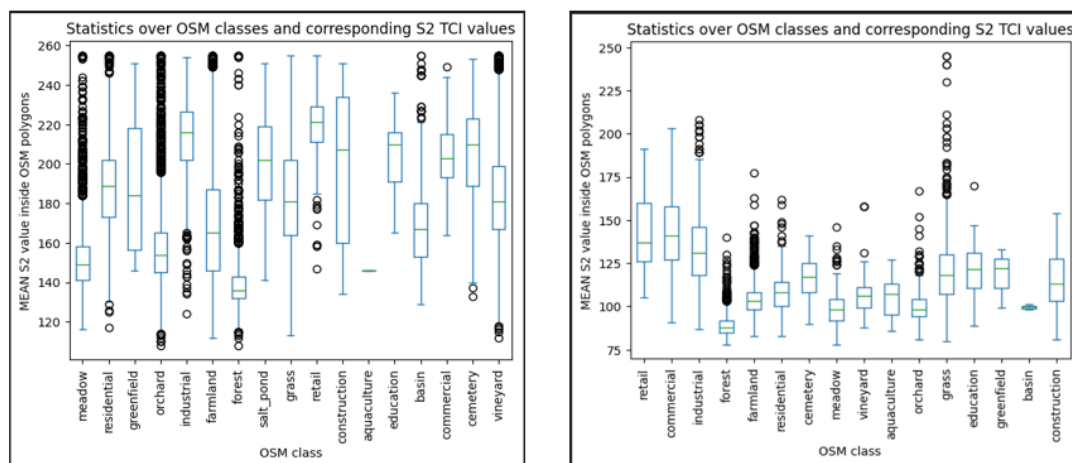 Statistics over OSM classes and corresponding S2 TCI values
MEAN S2 value inside OSM polygons
260
240
220
200
180
160
140
120
meadow
residential
greenfield
orchard
industrial
farmland
forest
salt_pond
grass
retail
construction
aquaculture
education
basin
commercial
cemetery
vineyard
OSM class
Statistics over OSM classes and corresponding S2 TCI values
MEAN S2 value inside OSM polygons
250
225
200
175
150
125
100
75
retail
commercial
industrial
forest
farmland
residential
cemetery
meadow
vineyard
aquaculture
orchard
grass
education
greenfield
basin
construction
OSM class